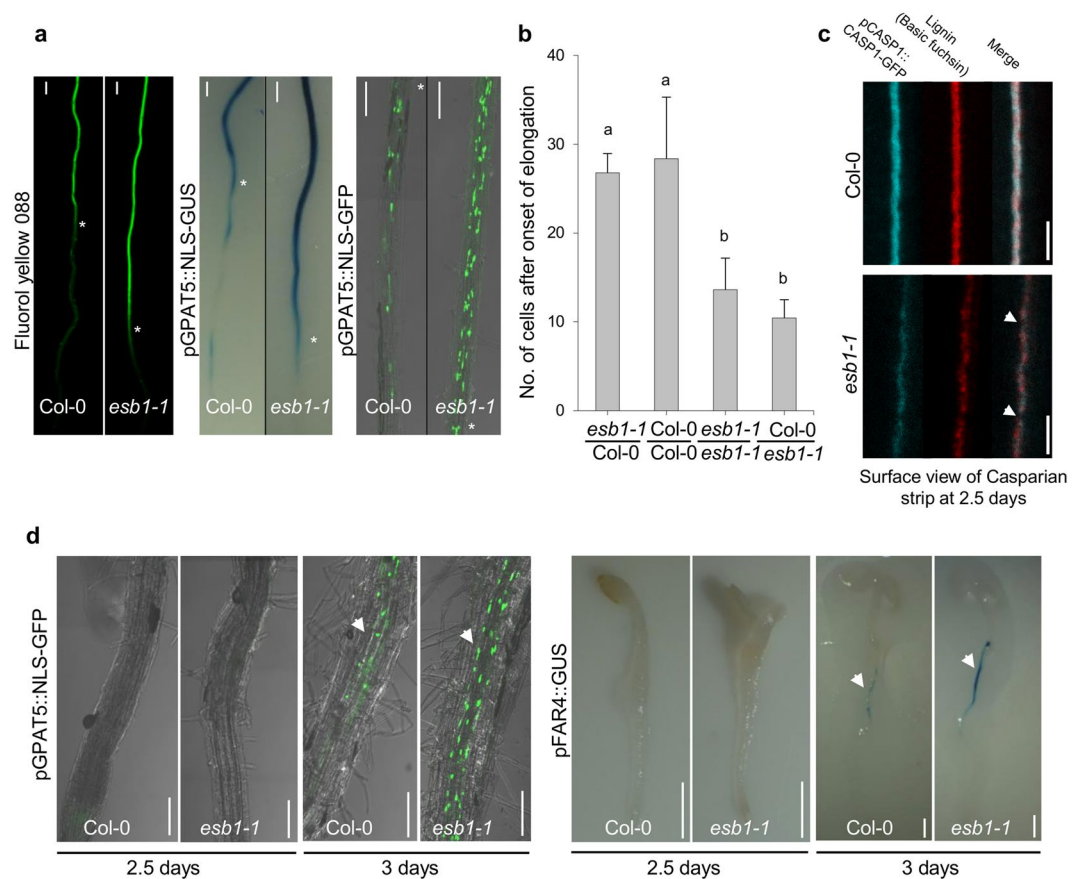 a
Fluorol yellow 088
*
*
Col-0
esb1-1
pGPAT5::NLS-GUS
*
*
Col-0
esb1-1
pGPAT5::NLS-GFP
*
*
Col-0
esb1-1
b
No. of cells after onset of elongation
40
30
20
10
0
a
a
b
b
esb1-1 Col-0 esb1-1 Col-0
Col-0 Col-0 esb1-1 esb1-1
c
pCASP1::
CASP1-GFP
Lignin
(Basic fuchsin)
Merge
Col-0
esb1-1
Surface view of Casparian
strip at 2.5 days
d
pGPAT5::NLS-GFP
Col-0
esb1-1
Col-0
esb1-1
2.5 days
3 days
pFAR4::GUS
Col-0
esb1-1
Col-0
esb1-1
2.5 days
3 days